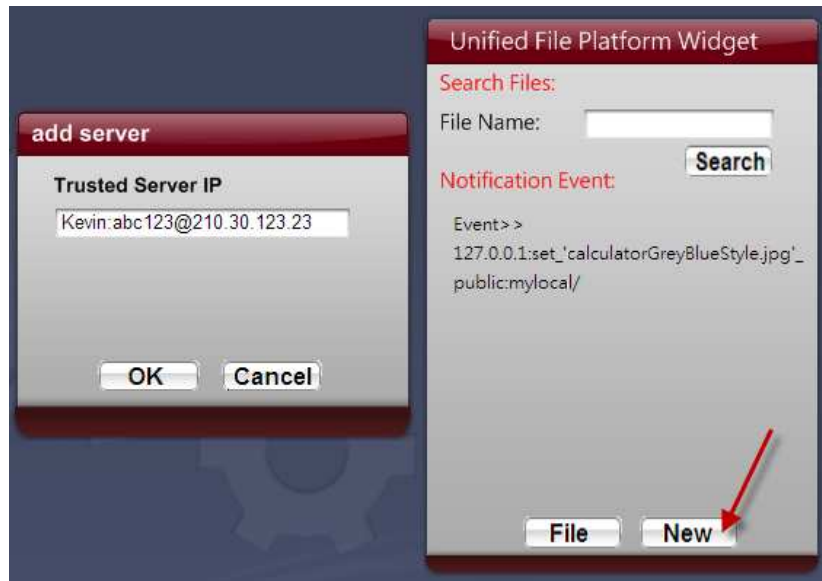 add server
Trusted Server IP
Kevin:abc123@210.30.123.23
OK Cancel
Unified File Platform Widget
Search Files:
File Name:
Search
Notification Event:
Event>>
127.0.0.1:set_'calculatorGreyBlueStyle.jpg'_
public:mylocal/
File New